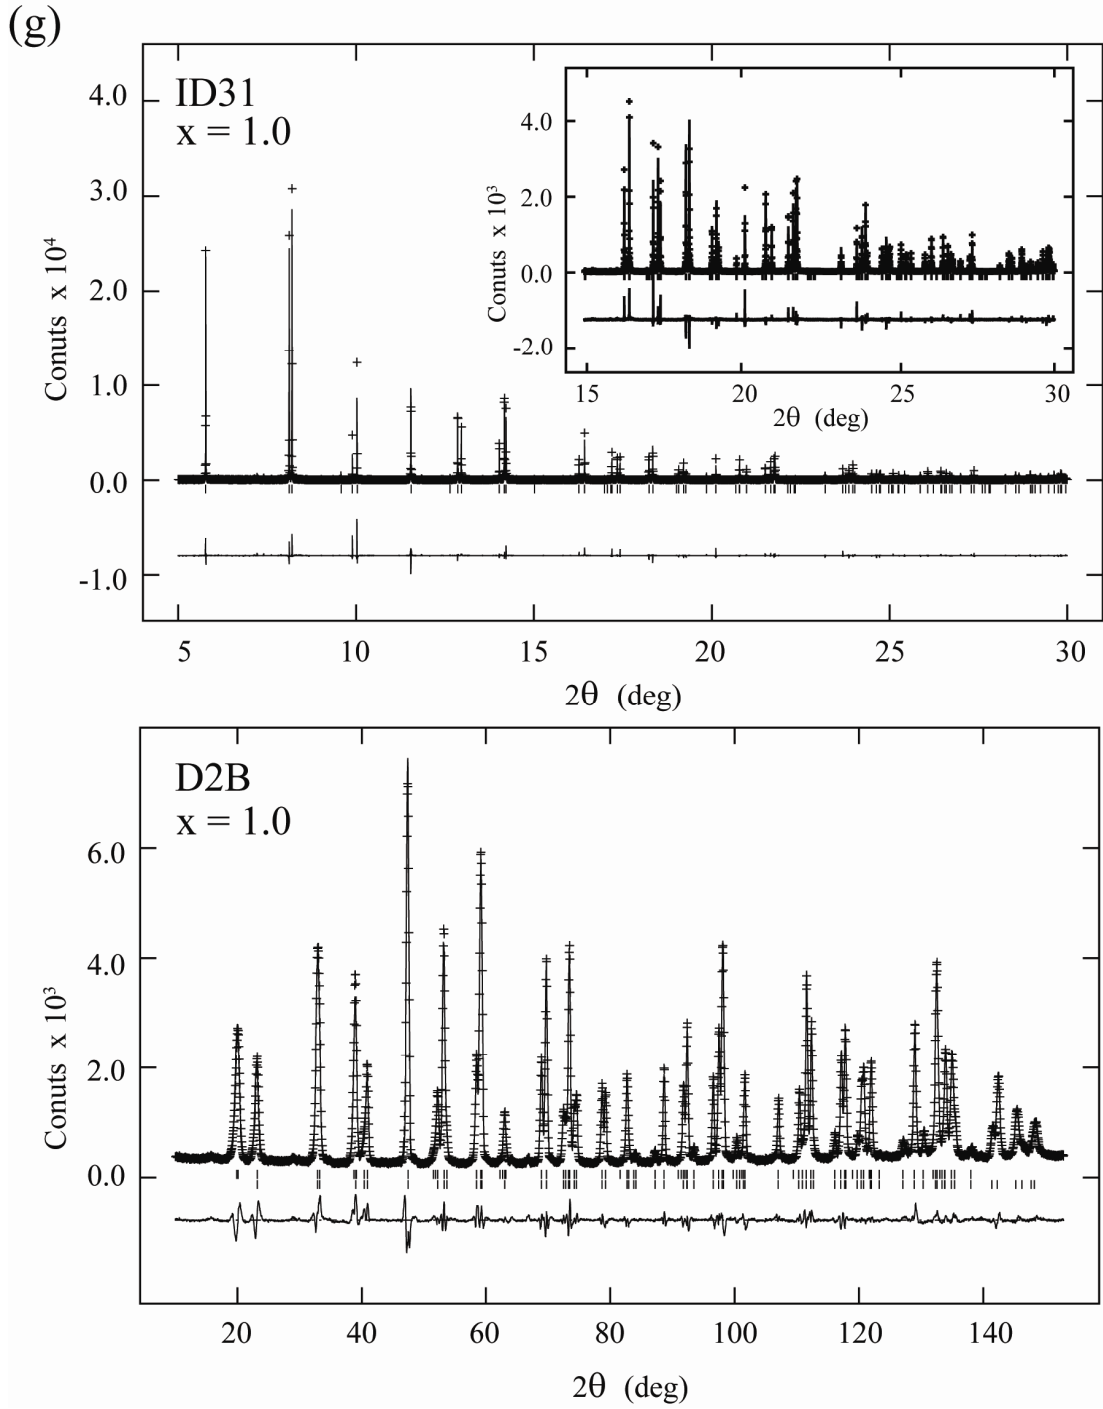 (g)
ID31
x = 1.0
4.0
3.0
2.0
1.0
0.0
-1.0
Conuts x 10⁴
5 10 15 20 25 30
2θ (deg)
4.0
2.0
0.0
-2.0
Conuts x 10³
15 20 25 30
2θ (deg)
D2B
x = 1.0
6.0
4.0
2.0
0.0
Conuts x 10³
20 40 60 80 100 120 140
2θ (deg)